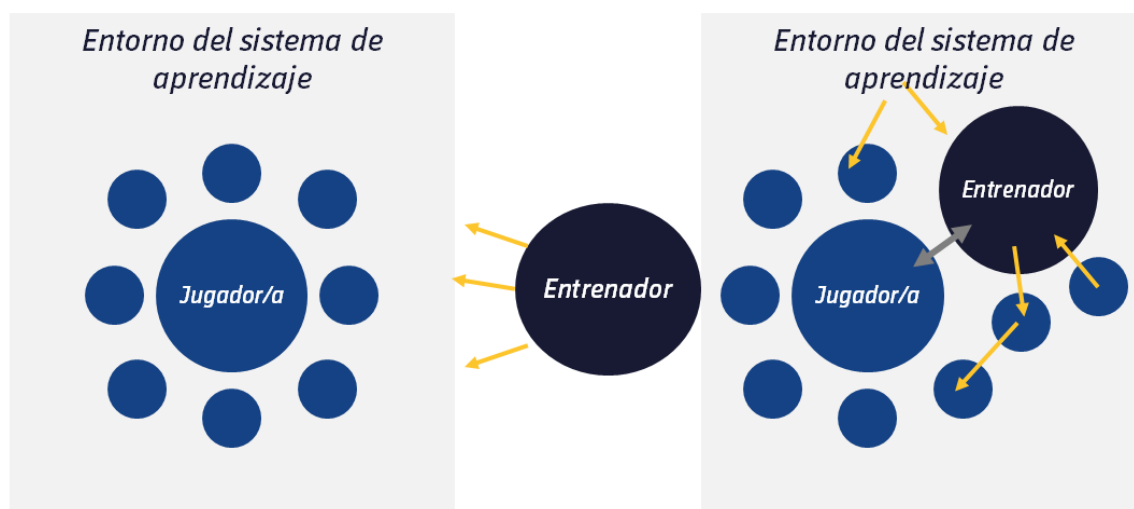 Entorno del sistema de
aprendizaje
Jugador/a
Entrenador
Entorno del sistema de
aprendizaje
Entrenador
Jugador/a